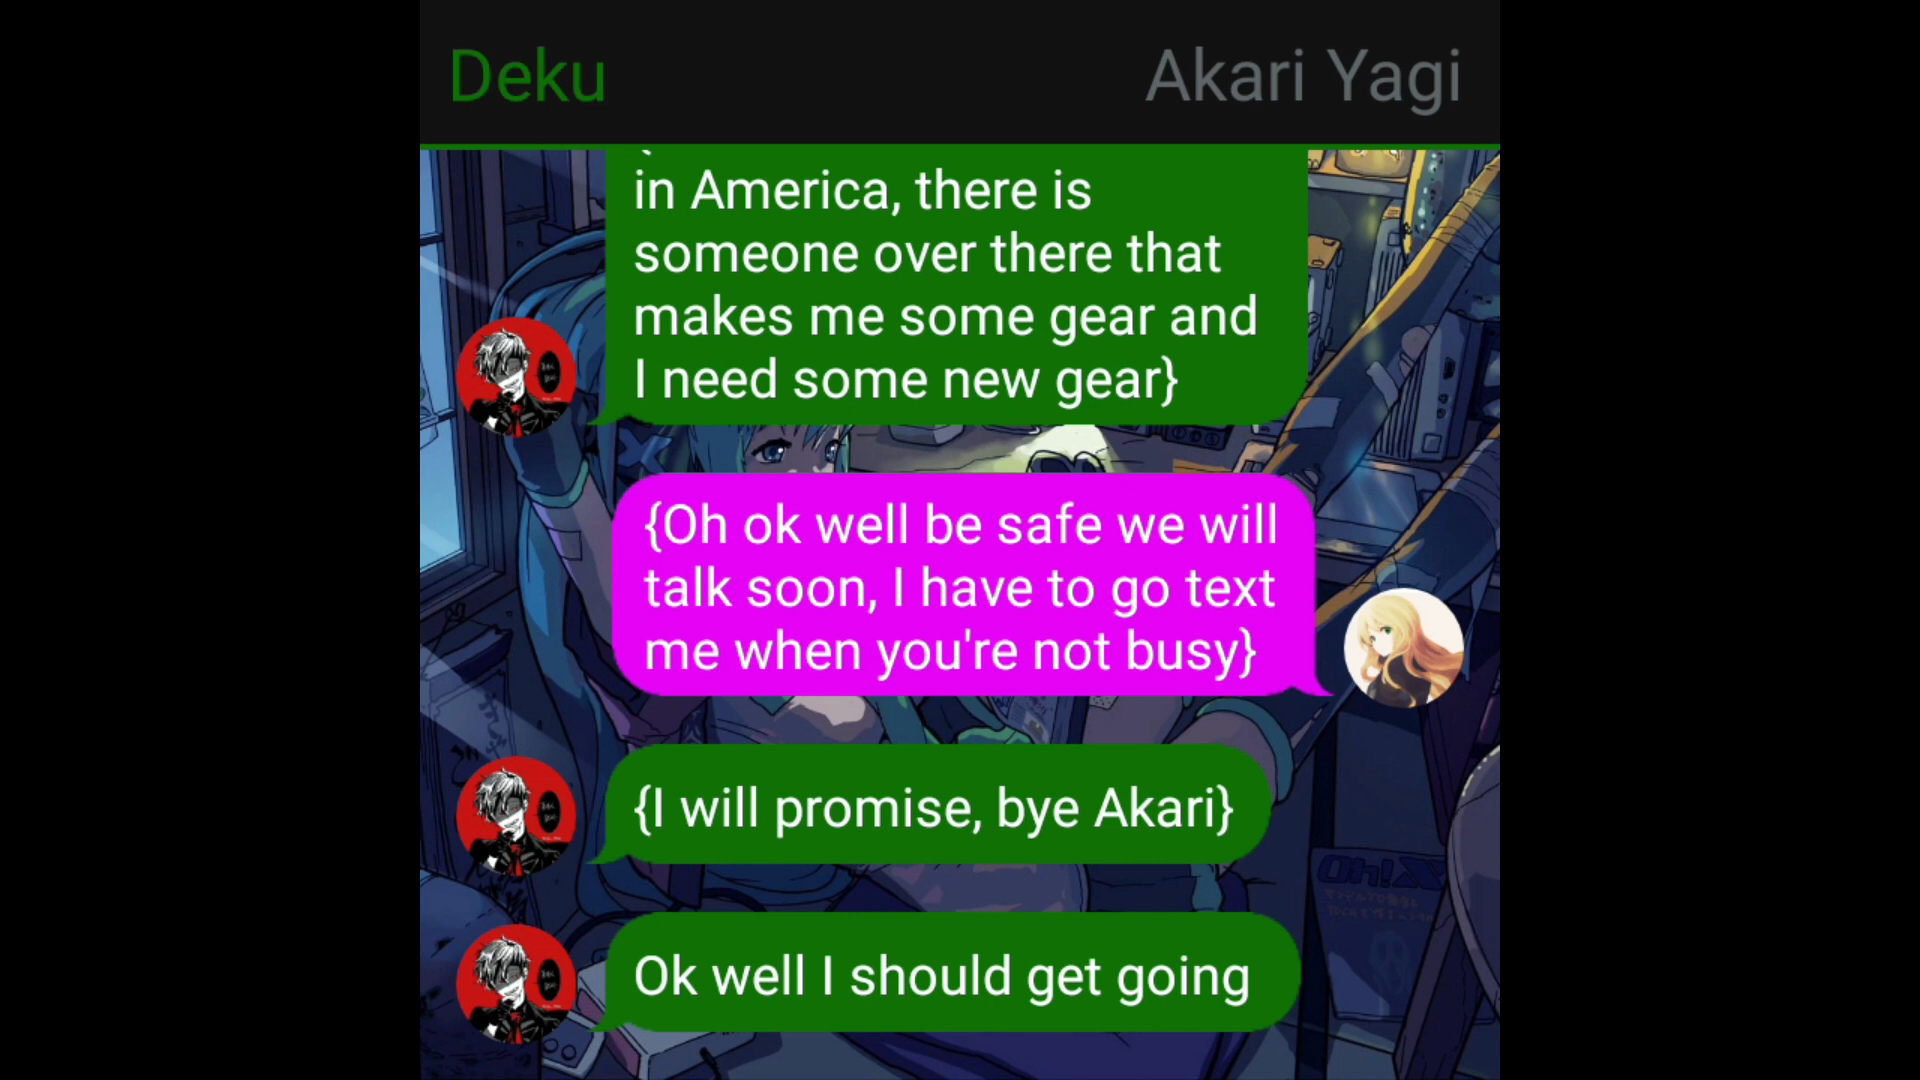 Deku
Akari Yagi
in America, there is
someone over there that
makes me some gear and
I need some new gear}
{Oh ok well be safe we will
talk soon, I have to go text
me when you're not busy}
{I will promise, bye Akari}
Ok well I should get going